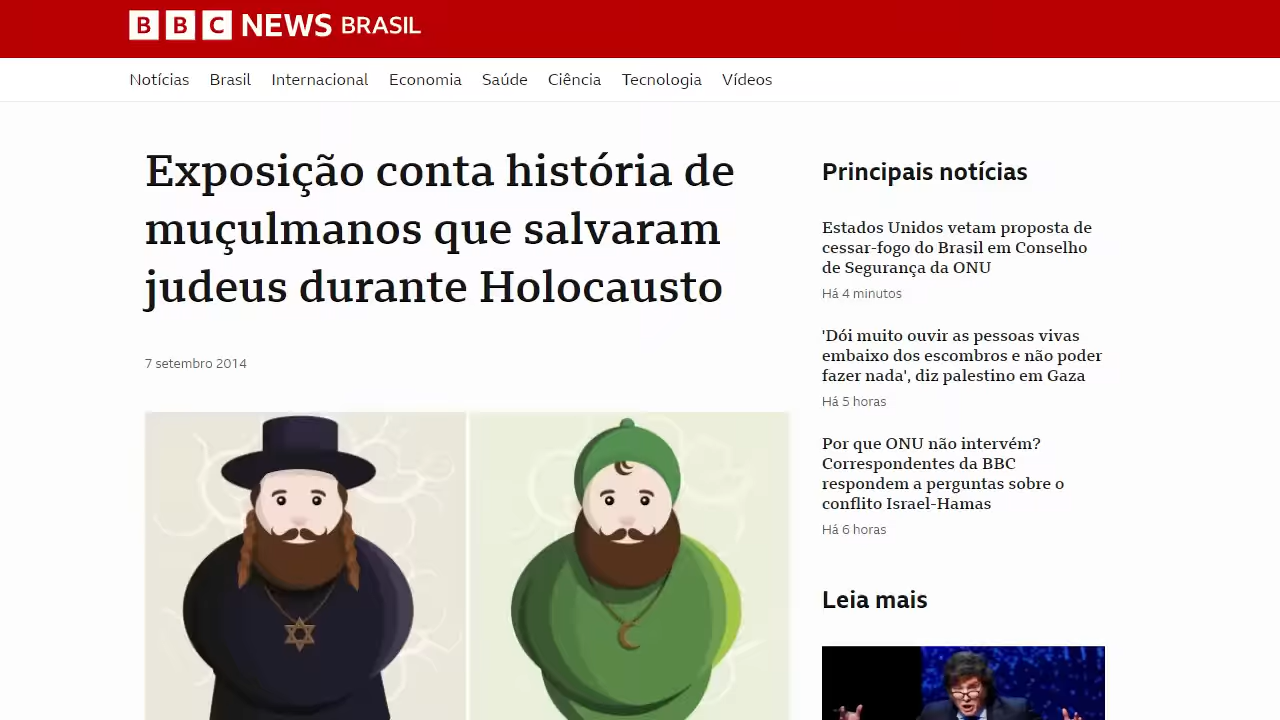 BBC NEWS BRASIL
Notícias Brasil Internacional Economia Saúde Ciência Tecnologia Vídeos
Exposição conta história de
muçulmanos que salvaram
judeus durante Holocausto
7 setembro 2014
Principais notícias
Estados Unidos vetam proposta de
cessar-fogo do Brasil em Conselho
de Segurança da ONU
Há 4 minutos
'Dói muito ouvir as pessoas vivas
embaixo dos escombros e não poder
fazer nada', diz palestino em Gaza
Há 5 horas
Por que ONU não intervém?
Correspondentes da BBC
respondem a perguntas sobre o
conflito Israel-Hamas
Há 6 horas
Leia mais